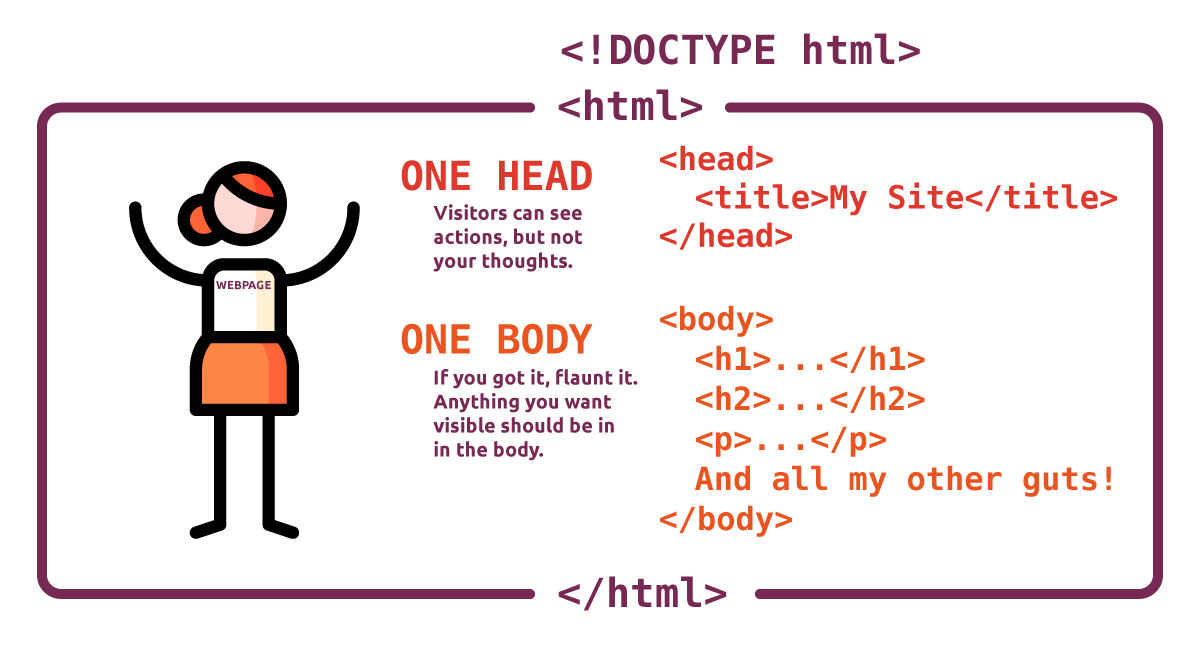 <!DOCTYPE html>
<html>
WEBPAGE
ONE HEAD
Visitors can see
actions, but not
your thoughts.
<head>
<title>My Site</title>
</head>
ONE BODY
If you got it, flaunt it.
Anything you want
visible should be in
in the body.
<body>
<h1>...</h1>
<h2>...</h2>
<p>...</p>
And all my other guts!
</body>
</html>